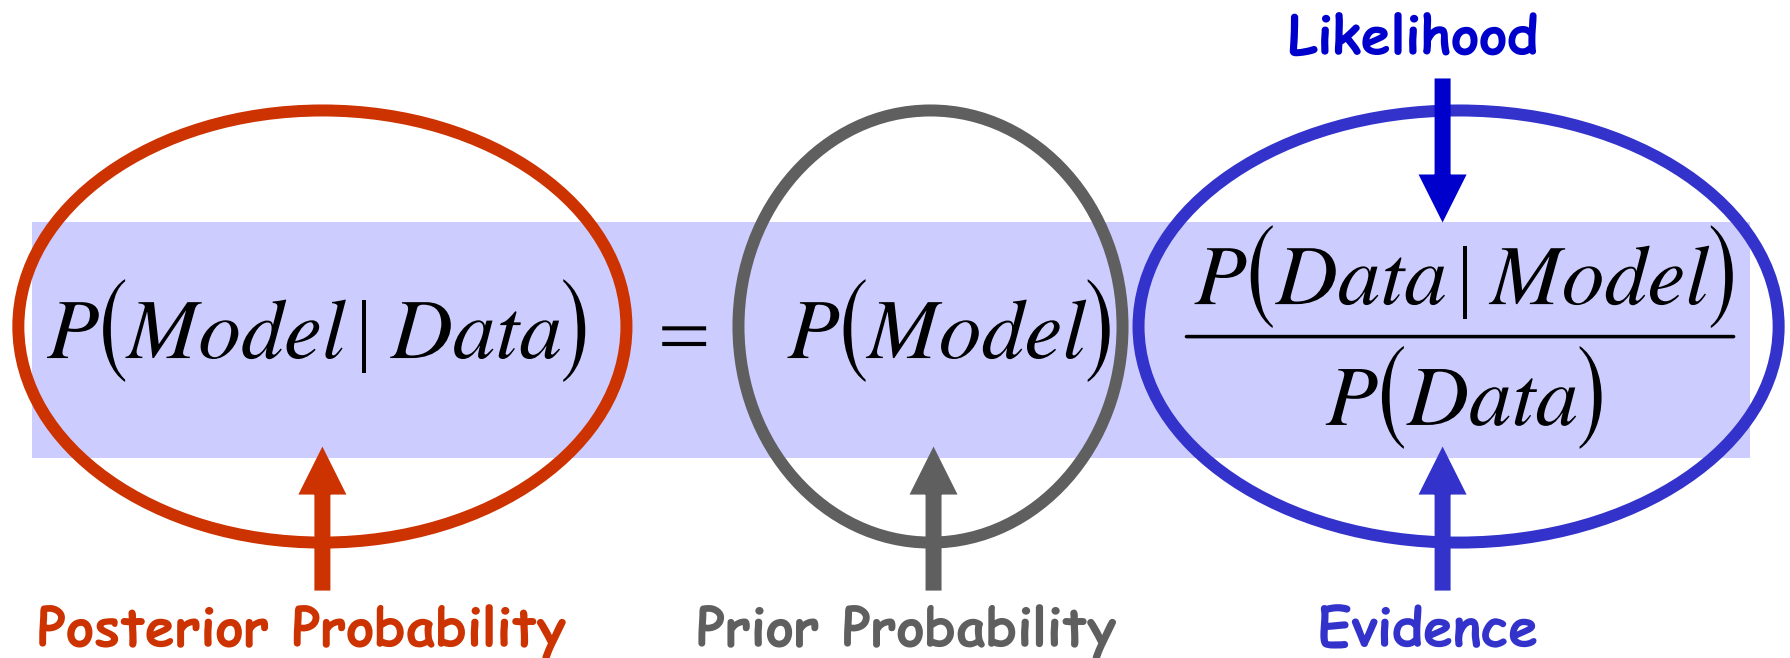 Likelihood
P(Model | Data) = P(Model) P(Data | Model)
P(Data)
Posterior Probability Prior Probability Evidence